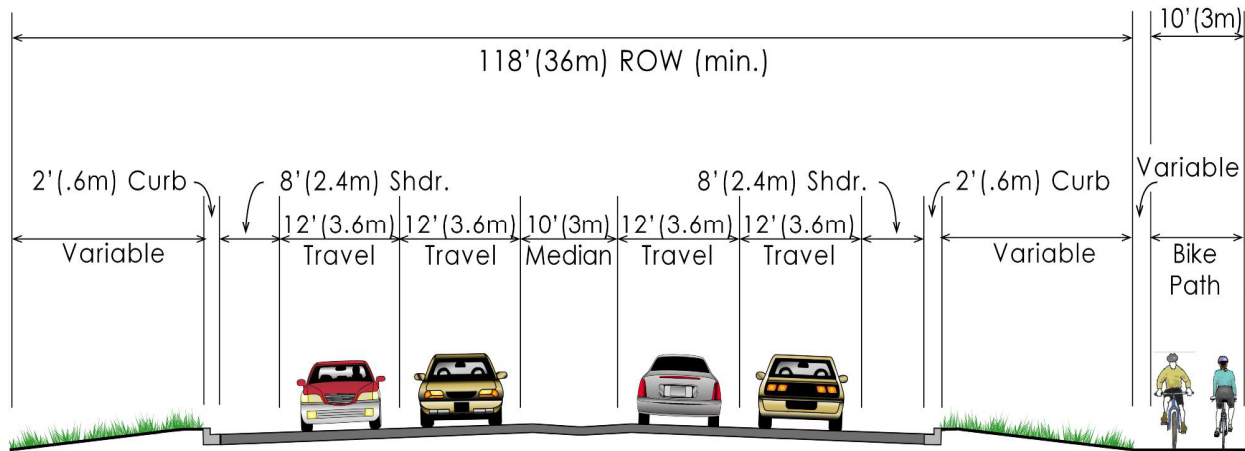 10'(3m)
118'(36m) ROW (min.)
2'(.6m) Curb
8'(2.4m) Shdr.
8'(2.4m) Shdr.
2'(.6m) Curb
Variable
12'(3.6m)
12'(3.6m)
10'(3m)
12'(3.6m)
12'(3.6m)
Variable
Travel
Travel
Median
Travel
Travel
Variable
Bike
Path